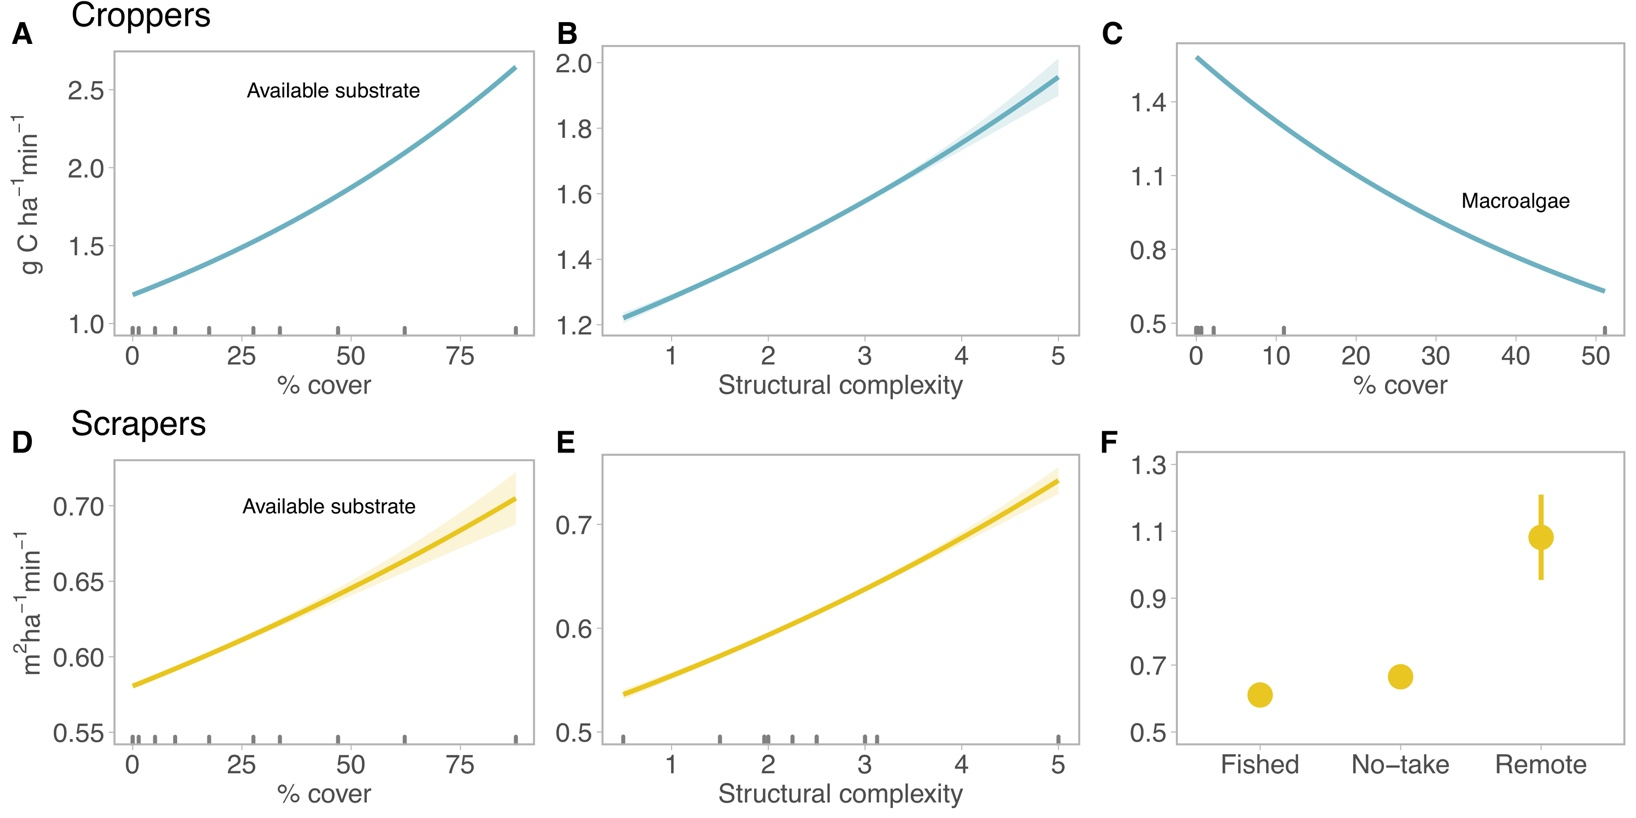 Croppers
A
B
C
Available substrate
Macroalgae
g C ha⁻¹min⁻¹
2.5
2.0
1.5
1.0
0 25 50 75
% cover
2.0
1.8
1.6
1.4
1.2
1 2 3 4 5
Structural complexity
1.4
1.1
0.8
0.5
0 10 20 30 40 50
% cover
Scrapers
D
E
F
Available substrate
m²ha⁻¹min⁻¹
0.70
0.65
0.60
0.55
0 25 50 75
% cover
0.7
0.6
0.5
1 2 3 4 5
Structural complexity
1.3
1.1
0.9
0.7
0.5
Fished No−take Remote